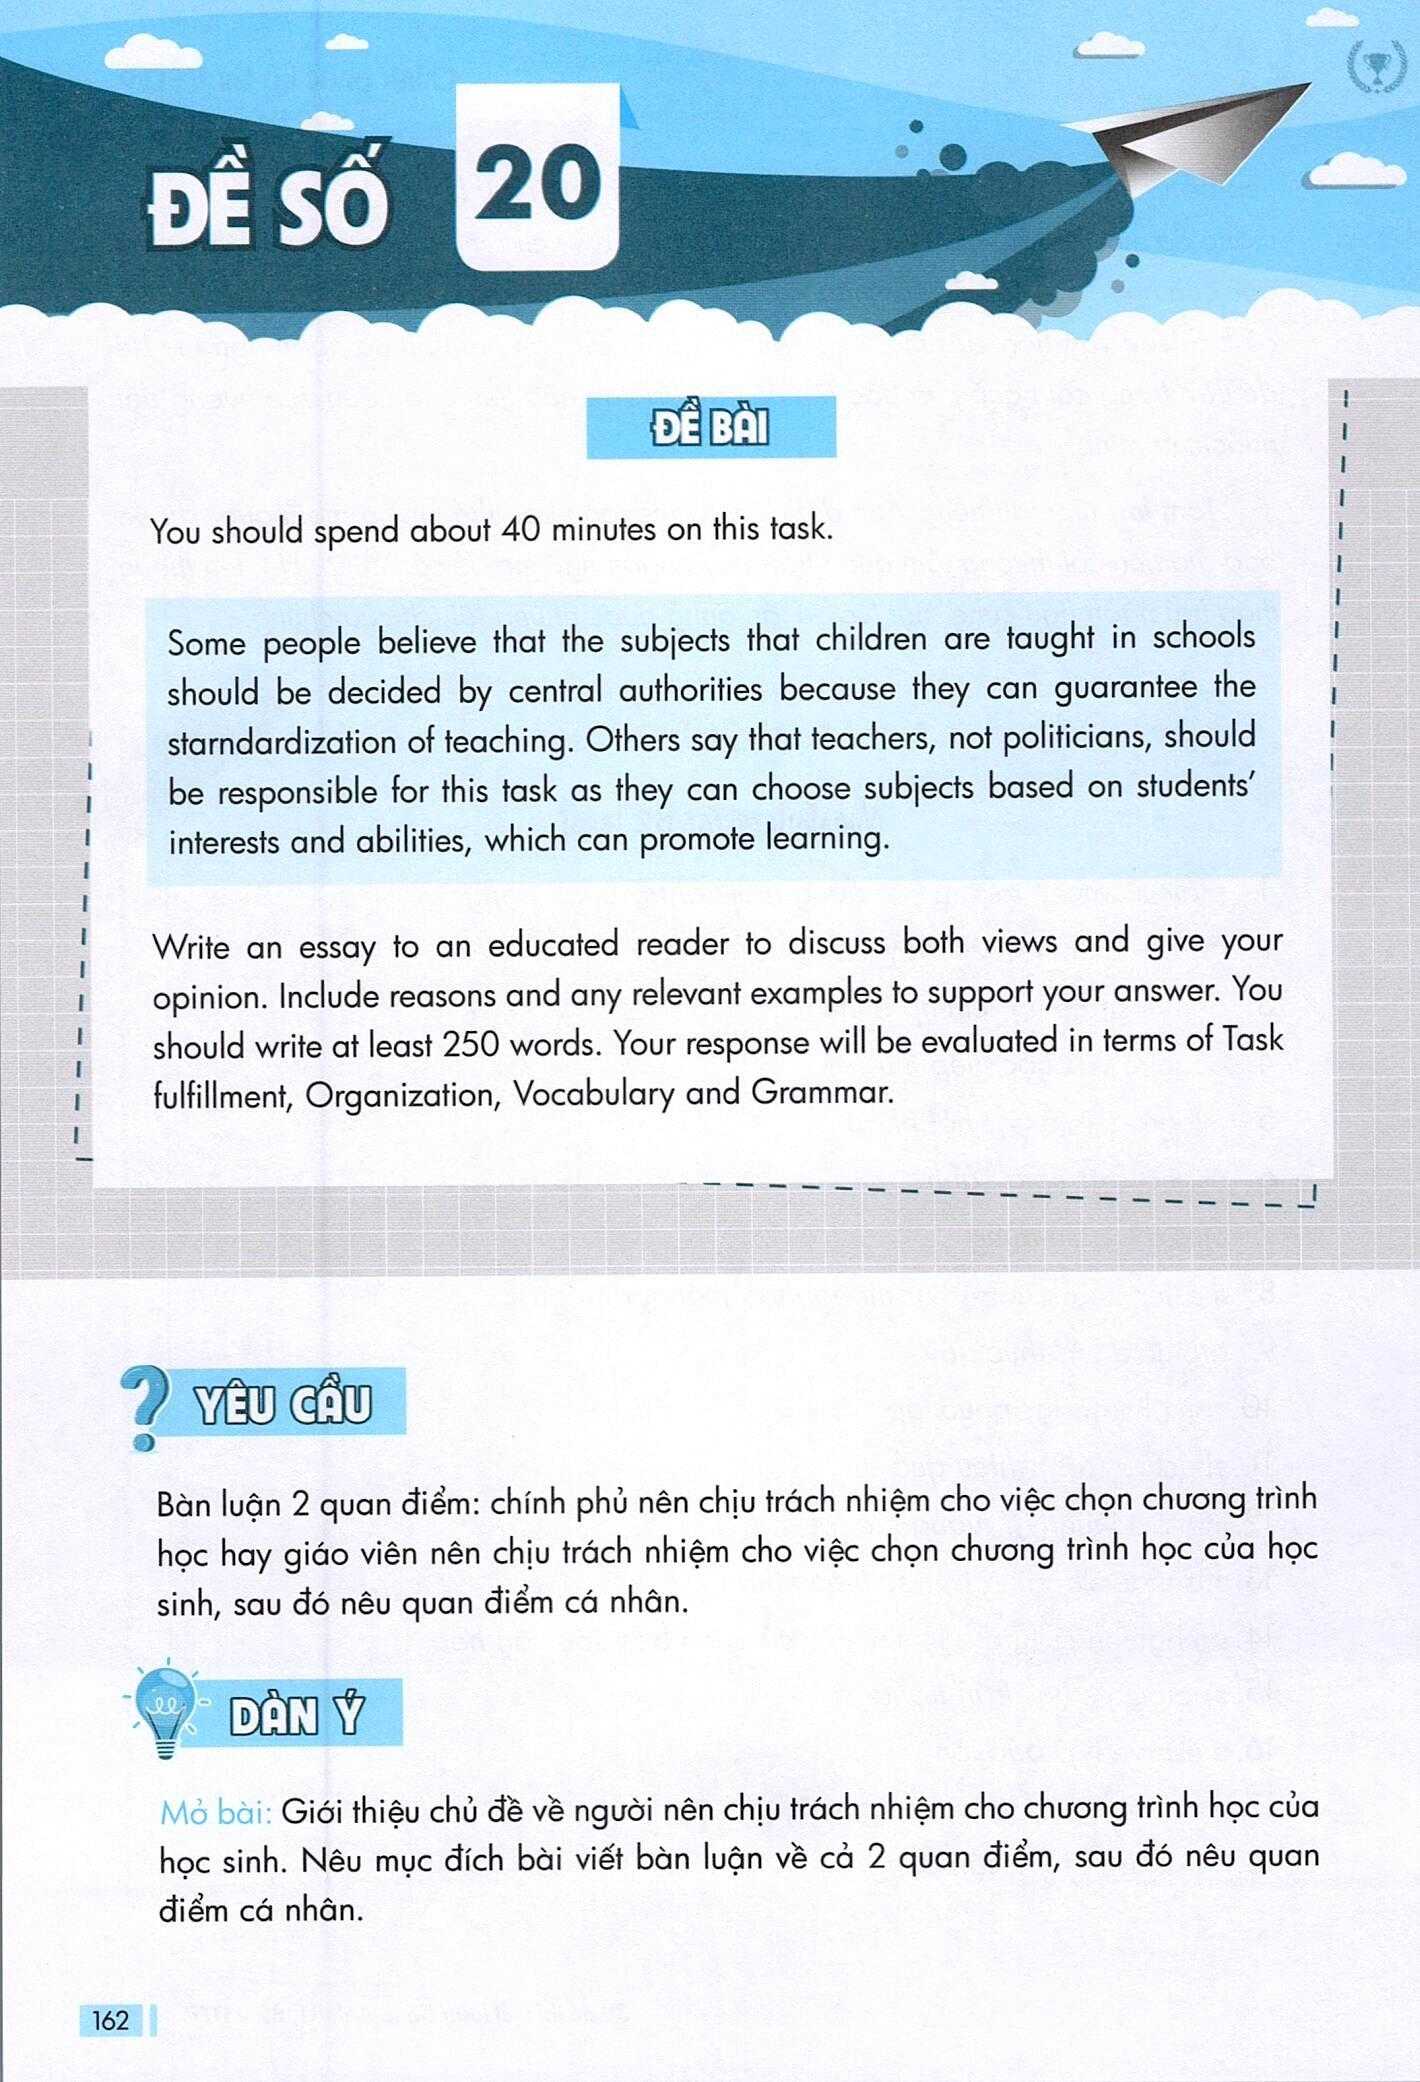 ĐỀ SỐ 20
ĐỀ BÀI
You should spend about 40 minutes on this task.
Some people believe that the subjects that children are taught in schools
should be decided by central authorities because they can guarantee the
starndardization of teaching. Others say that teachers, not politicians, should
be responsible for this task as they can choose subjects based on students'
interests and abilities, which can promote learning.
Write an essay to an educated reader to discuss both views and give your
opinion. Include reasons and any relevant examples to support your answer. You
should write at least 250 words. Your response will be evaluated in terms of Task
fulfillment, Organization, Vocabulary and Grammar.
YÊU CẦU
Bàn luận 2 quan điểm: chính phủ nên chịu trách nhiệm cho việc chọn chương trình
học hay giáo viên nên chịu trách nhiệm cho việc chọn chương trình học của học
sinh, sau đó nêu quan điểm cá nhân.
DÀN Ý
Mở bài: Giới thiệu chủ đề về người nên chịu trách nhiệm cho chương trình học của
học sinh. Nêu mục đích bài viết bàn luận về cả 2 quan điểm, sau đó nêu quan
điểm cá nhân.
162